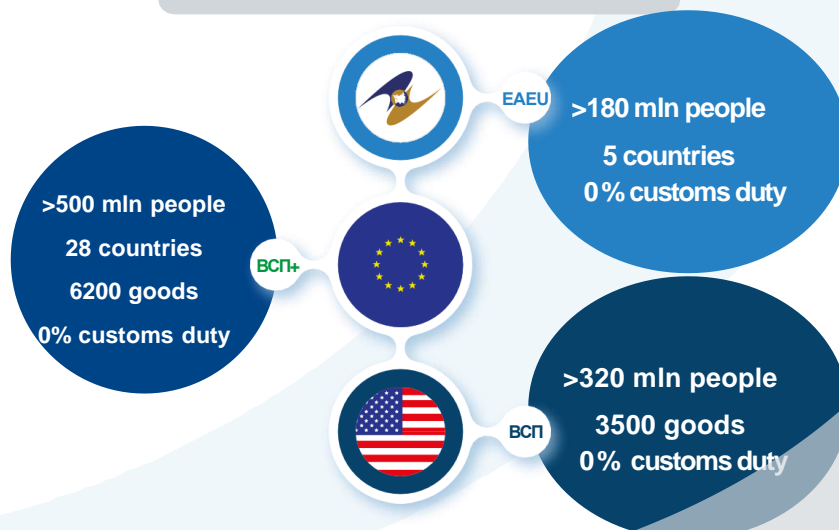 EAEU
>180 mln people
5 countries
0% customs duty
>500 mln people
28 countries
6200 goods
0% customs duty
ВСП+
>320 mln people
3500 goods
0% customs duty
ВСП